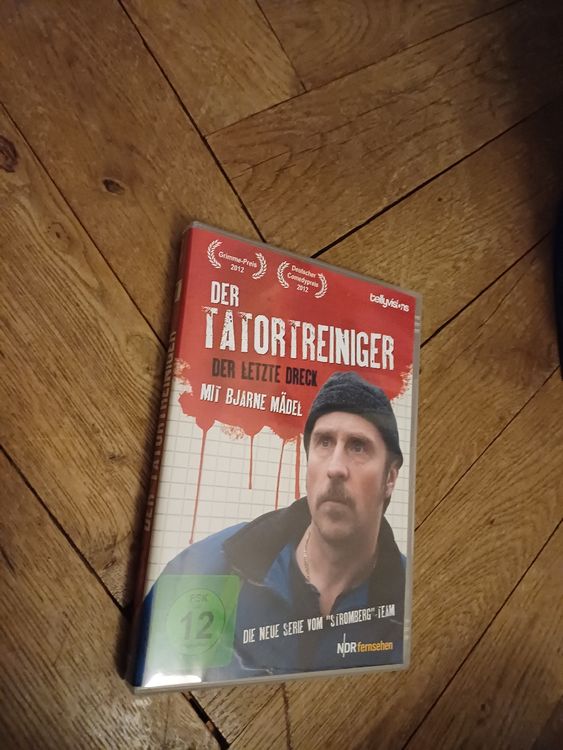 Grimme-Preis
2012
Deutscher
Comedypreis
2012
tellyvisions
DER
TATORTREINIGER
DER LETZTE DRECK
MIT BJARNE MÄDEL
FSK
12
DIE NEUE SERIE VOM "STROMBERG"-TEAM
NDR fernsehen
DER TATORTREINIGER